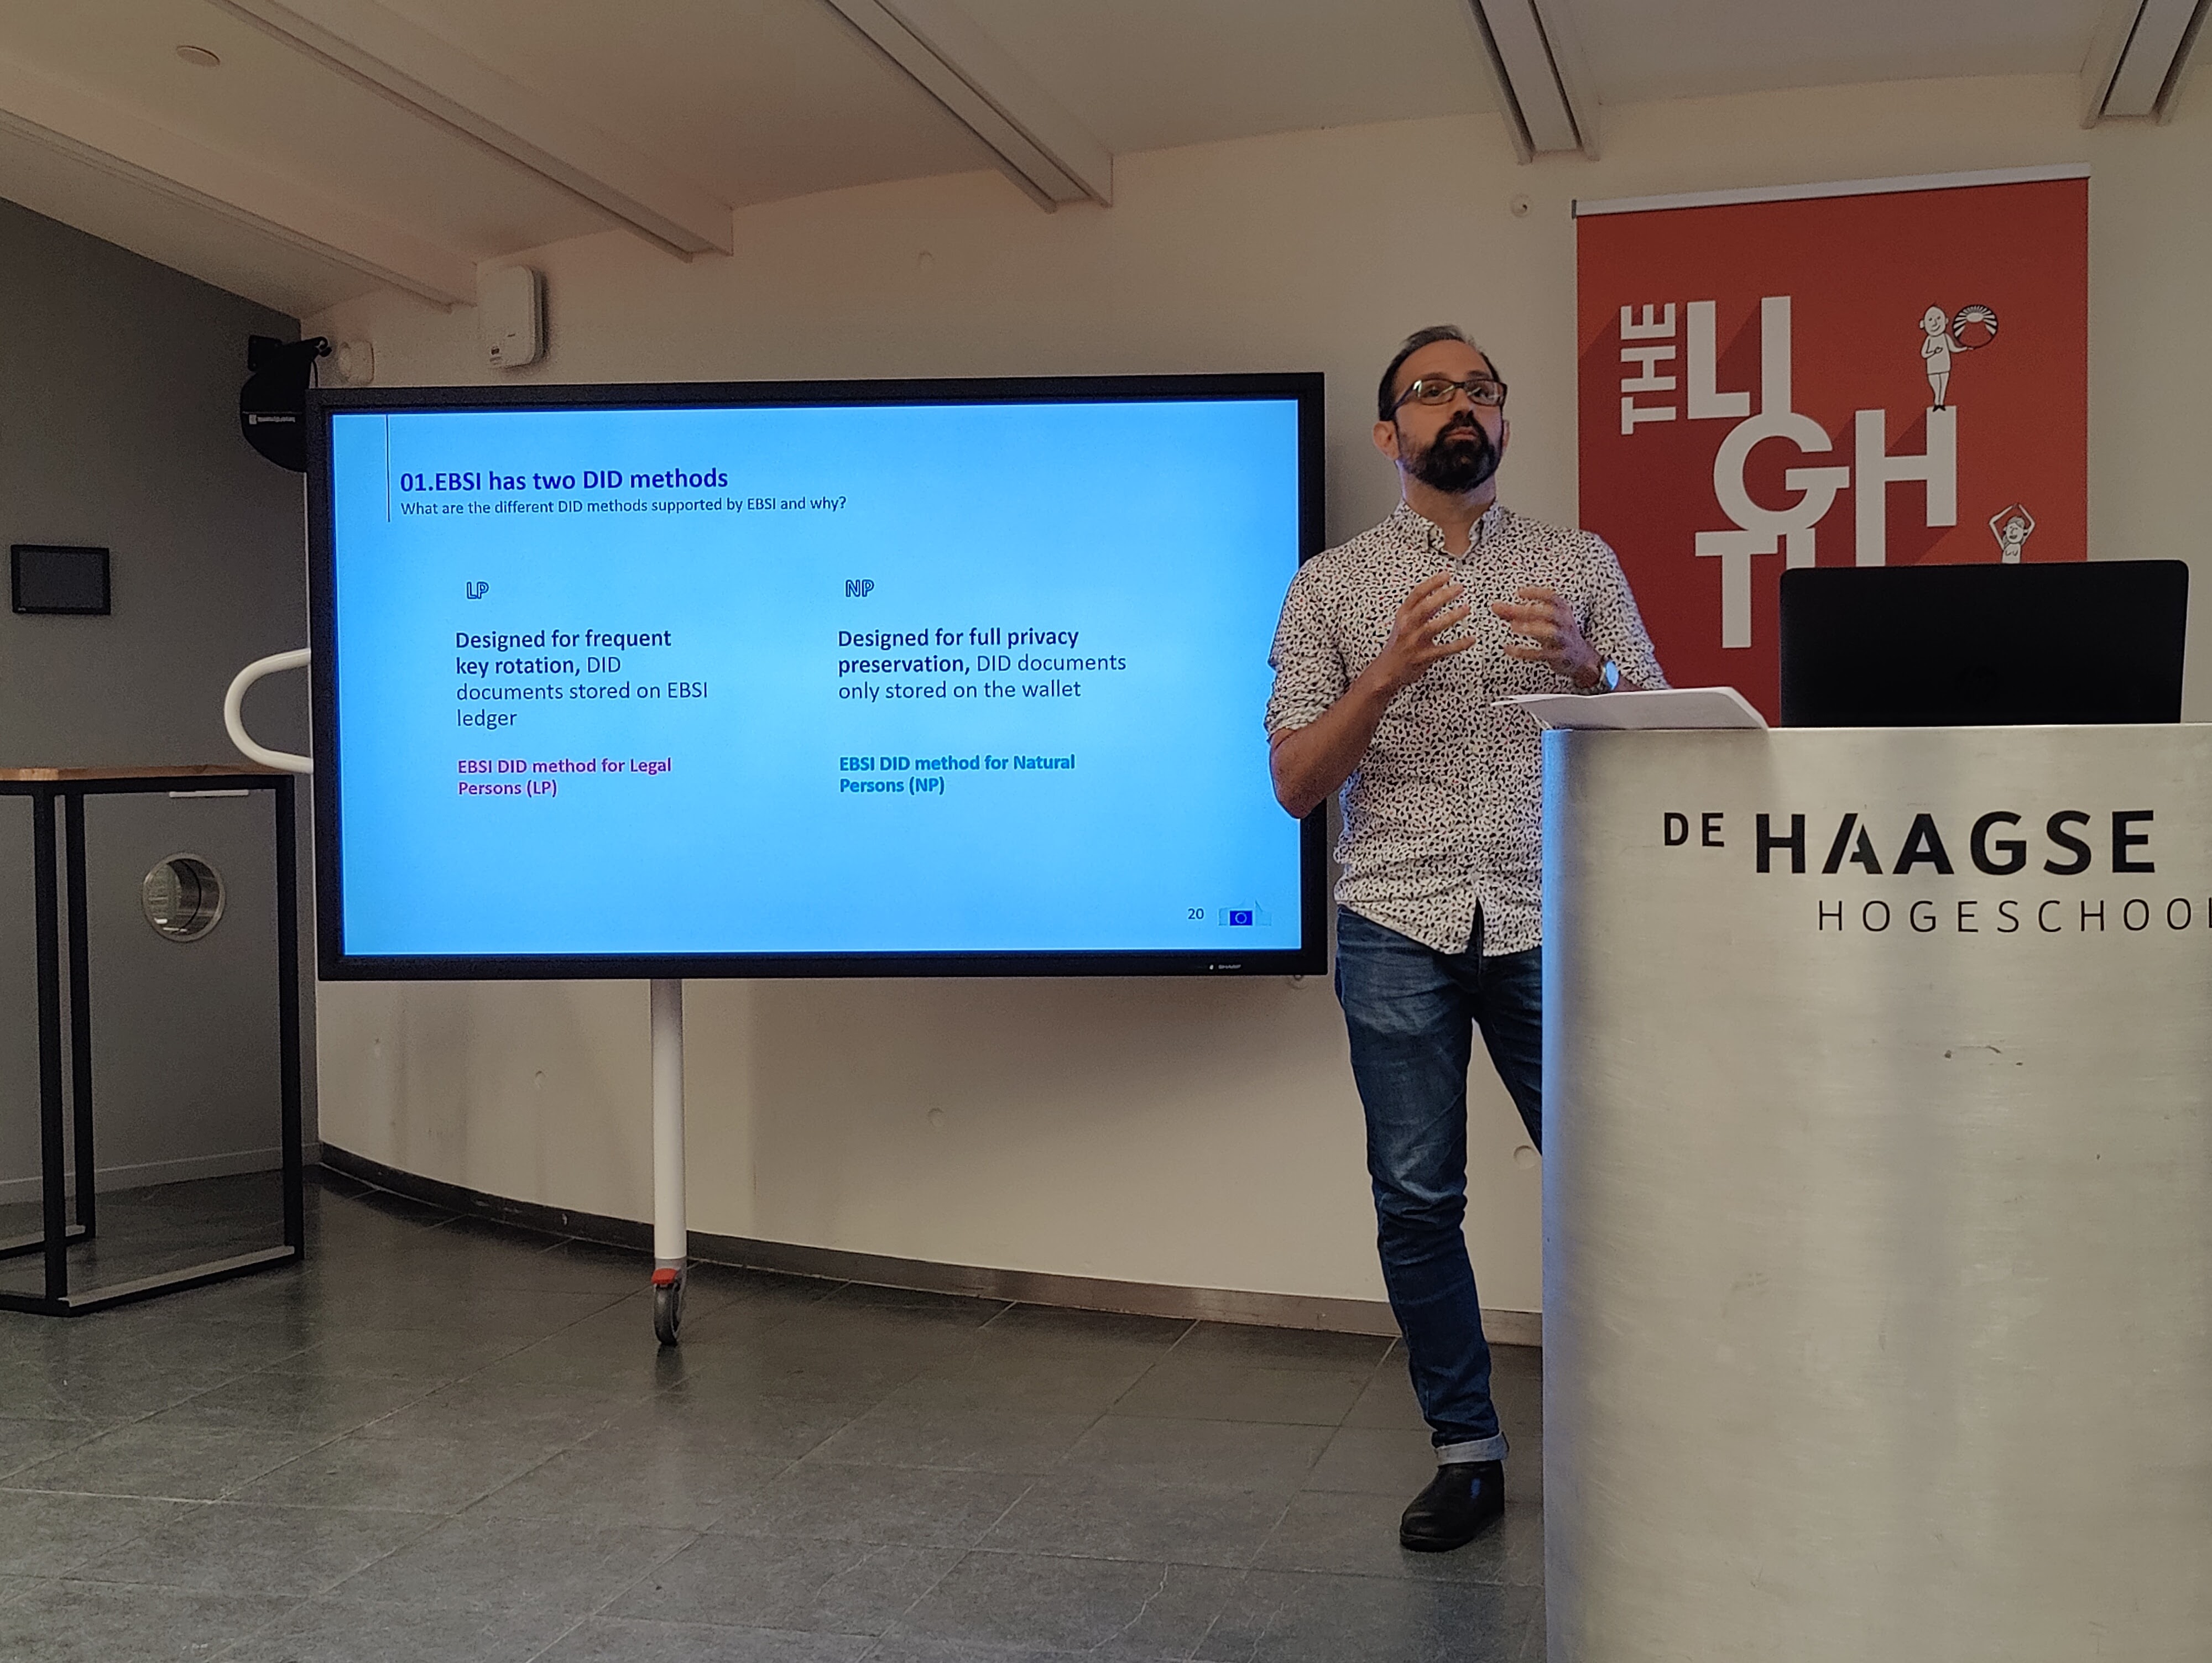 01.EBSI has two DID methods
What are the different DID methods supported by EBSI and why?
LP
Designed for frequent
key rotation, DID
documents stored on EBSI
ledger
EBSI DID method for Legal
Persons (LP)
NP
Designed for full privacy
preservation, DID documents
only stored on the wallet
EBSI DID method for Natural
Persons (NP)
20
SHARP
THE
LI
GH
T
DE HAAGSE
HOGESCHOOL